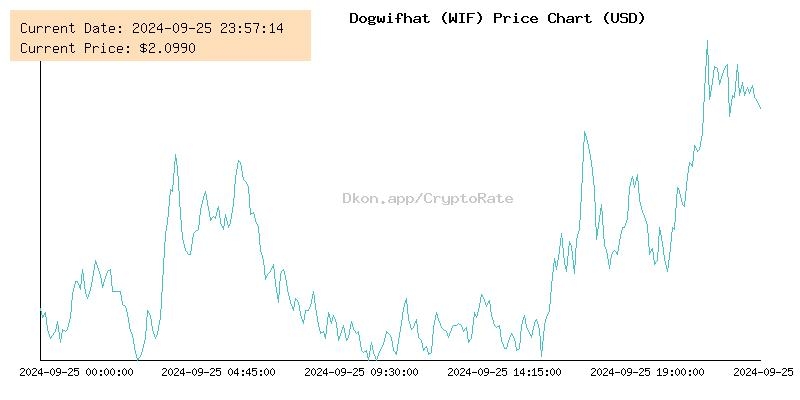 Dogwifhat (WIF) Price Chart (USD)
Current Date: 2024-09-25 23:57:14
Current Price: $2.0990
Dkon.app/CryptoRate
2024-09-25 00:00:00 2024-09-25 04:45:00 2024-09-25 09:30:00 2024-09-25 14:15:00 2024-09-25 19:00:00 2024-09-25